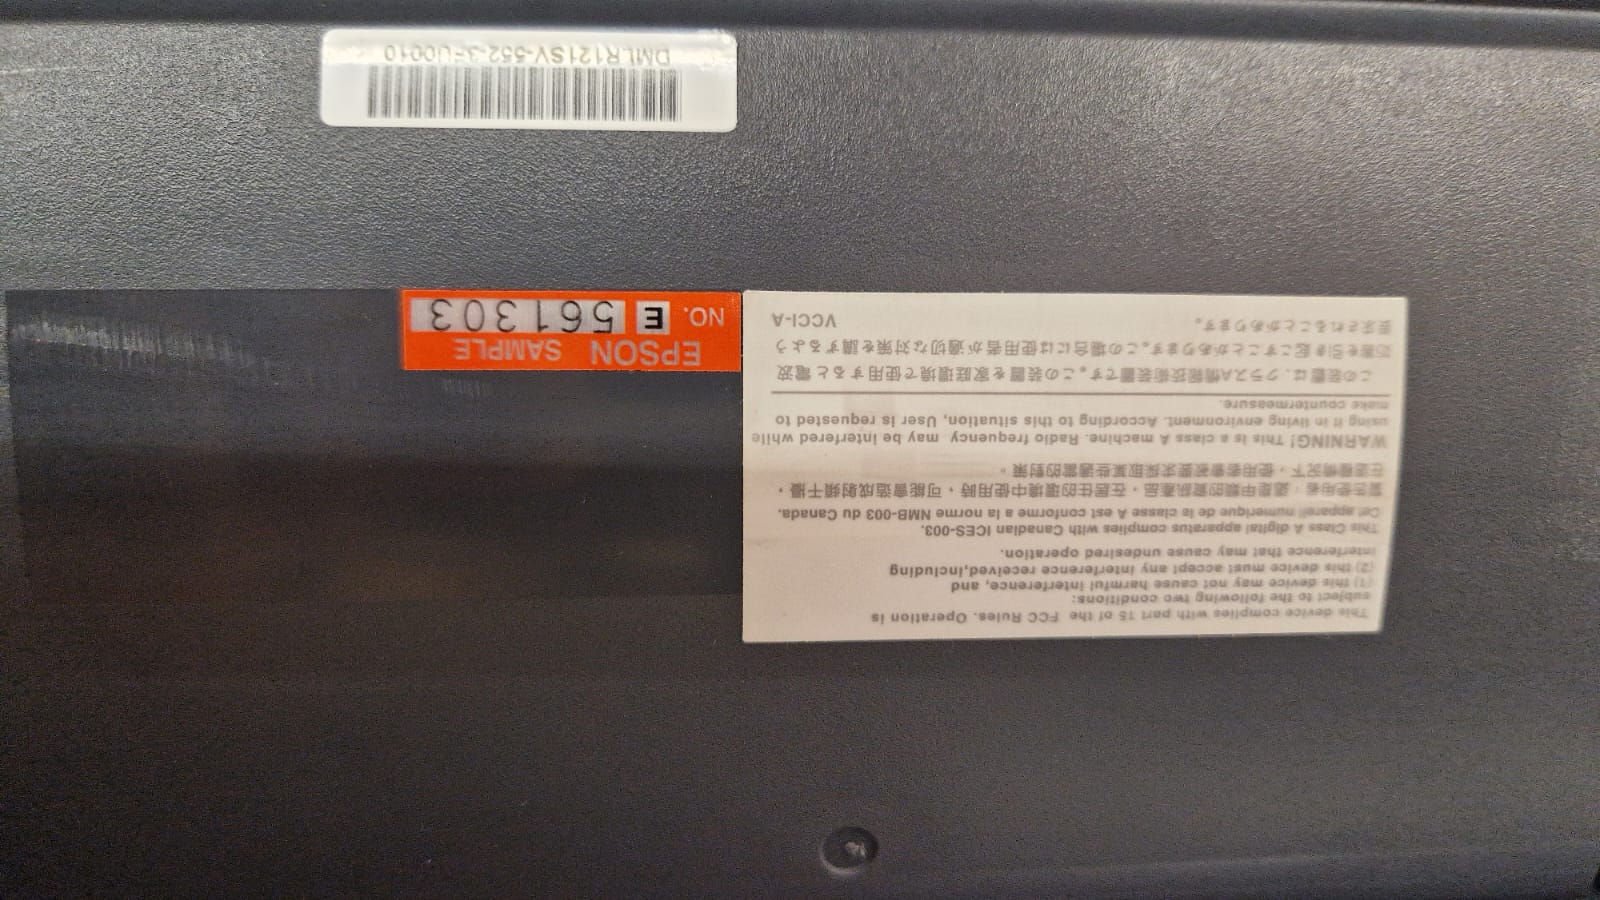 This device complies with part 15 of the FCC Rules. Operation is
subject to the following two conditions:
(1) this device may not cause harmful interference, and
(2) this device must accept any interference received,including
interference that may cause undesired operation.
This Class A digital apparatus complies with Canadian ICES-003.
Cet appareil numerique de la classe A est conforme a la norme NMB-003 du Canada.
警告使用者：這是甲類的資訊產品，在居住的環境中使用時，可能會造成射頻干擾，
在這種情況下，使用者會被要求採取某些適當的對策。
WARNING! This is a class A machine. Radio frequency may be interfered while
using it in living environment. According to this situation, User is requested to
make countermeasure.
この装置は、クラスA情報技術装置です。この装置を家庭環境で使用すると電波
妨害を引き起こすことがあります。この場合には使用者が適切な対策を講ずるよう
要求されることがあります。
VCCI-A
EPSON SAMPLE
NO. E 561303
DMLR121SV-552-3